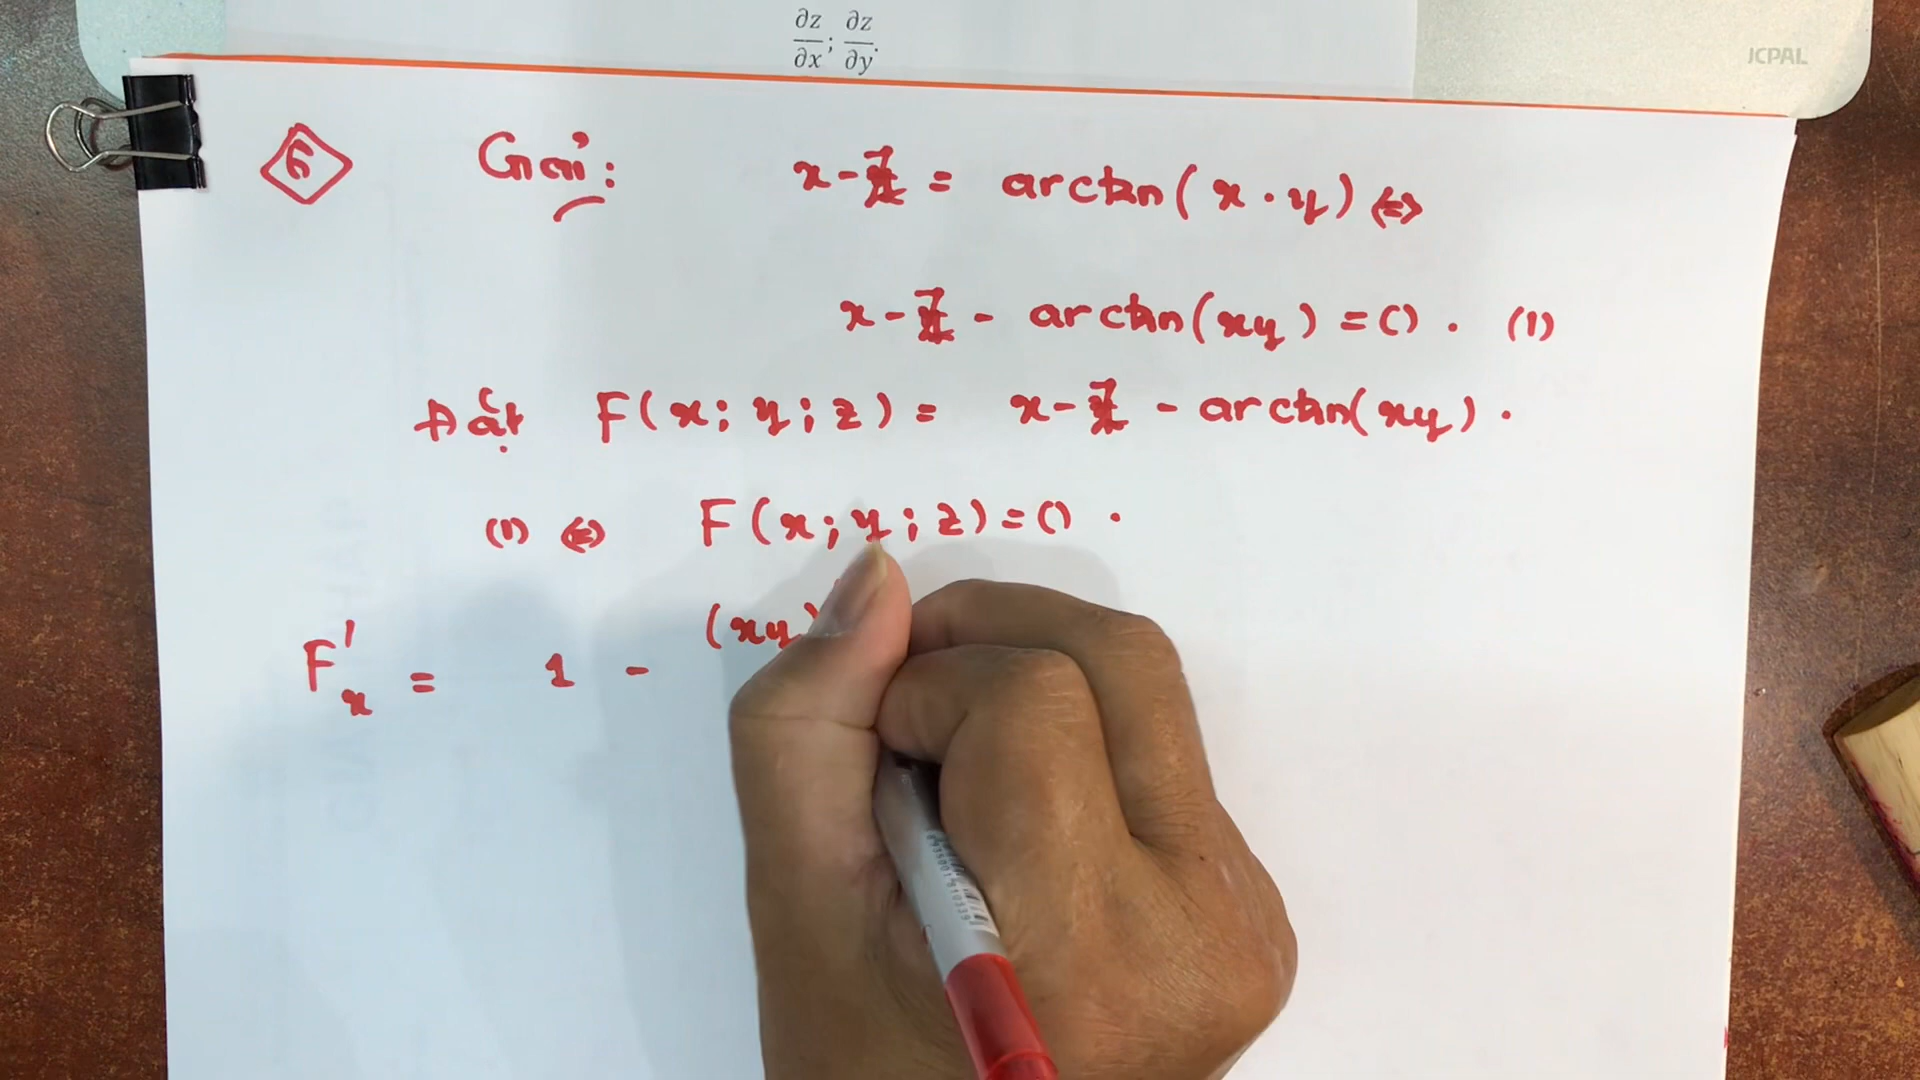 ∂z/∂x; ∂z/∂y.
JCPAL
6 Giải: x - z = arctan(x·y) ⇔
x - z - arctan(xy) = 0. (1)
Đặt F(x; y; z) = x - z - arctan(xy).
(1) ⇔ F(x; y; z) = 0.
F'x = 1 - (xy)